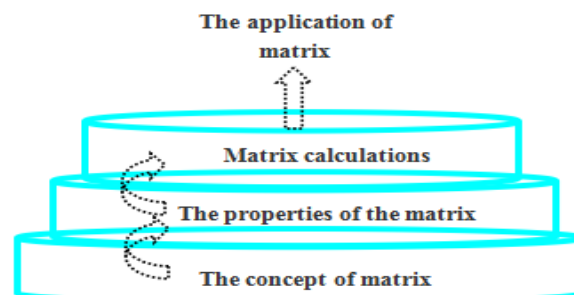 The application of
matrix
Matrix calculations
The properties of the matrix
The concept of matrix